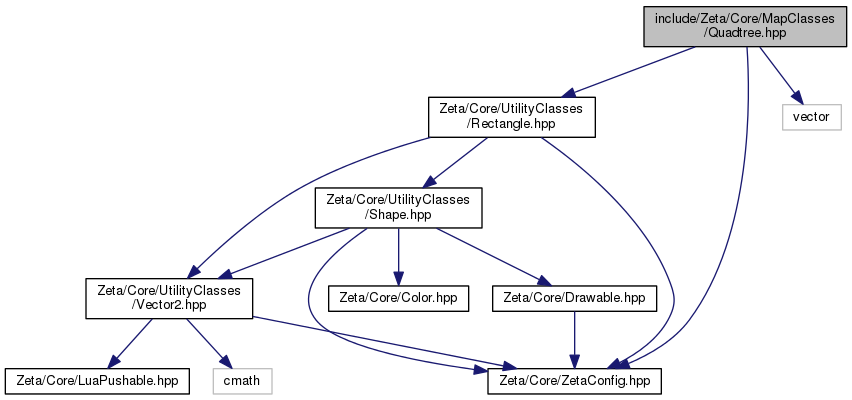 include/Zeta/Core/MapClasses
/Quadtree.hpp
Zeta/Core/UtilityClasses
/Rectangle.hpp
vector
Zeta/Core/UtilityClasses
/Shape.hpp
Zeta/Core/UtilityClasses
/Vector2.hpp
Zeta/Core/Color.hpp
Zeta/Core/Drawable.hpp
Zeta/Core/LuaPushable.hpp
cmath
Zeta/Core/ZetaConfig.hpp